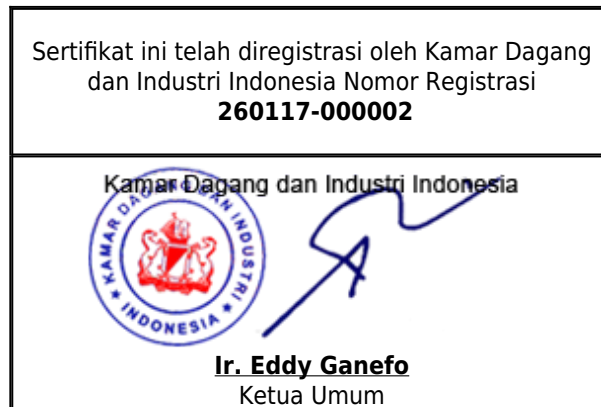 Sertifikat ini telah diregistrasi oleh Kamar Dagang
dan Industri Indonesia Nomor Registrasi
260117-000002
Kamar Dagang dan Industri Indonesia
KAMAR DAGANG DAN INDUSTRI
INDONESIA
Ir. Eddy Ganefo
Ketua Umum